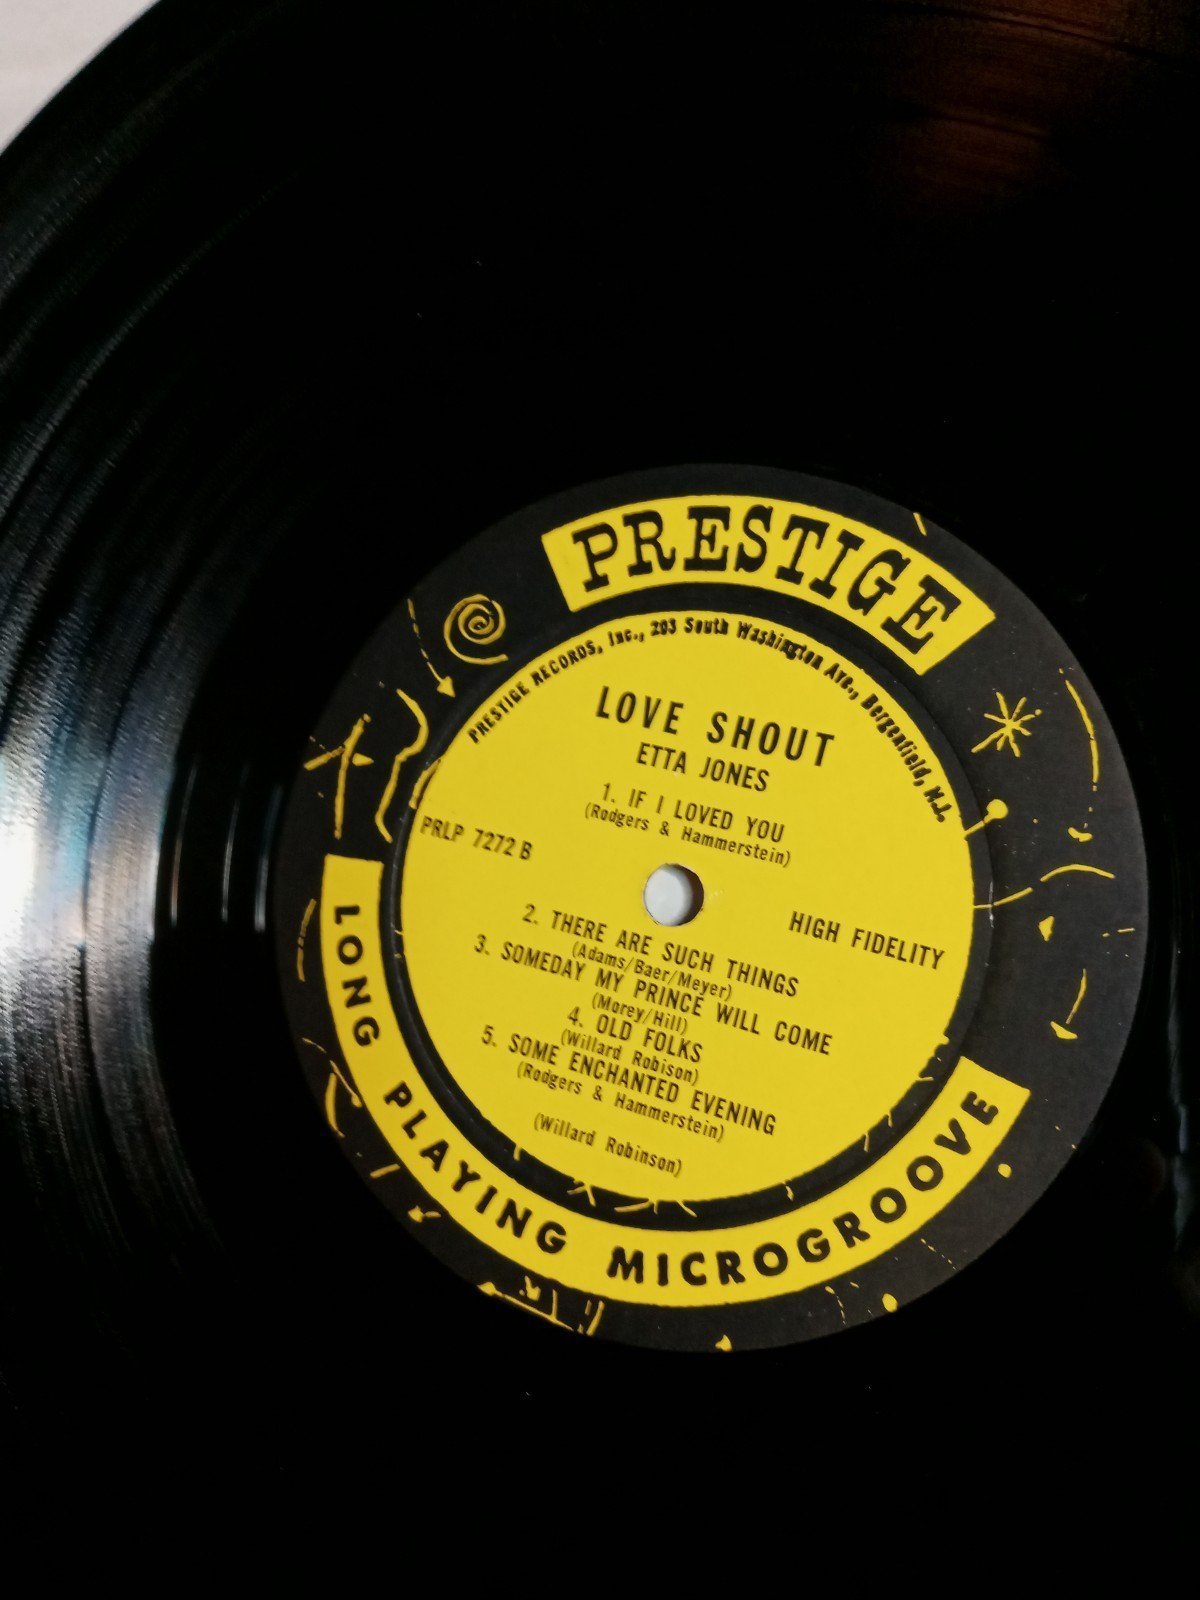 PRESTIGE
PRESTIGE RECORDS, Inc., 203 South Washington Ave., Bergenfield, N.J.
LOVE SHOUT
ETTA JONES
1. IF I LOVED YOU
(Rodgers & Hammerstein)
PRLP 7272 B
HIGH FIDELITY
2. THERE ARE SUCH THINGS
(Adams/Baer/Meyer)
3. SOMEDAY MY PRINCE WILL COME
(Morey/Hill)
4. OLD FOLKS
(Willard Robison)
5. SOME ENCHANTED EVENING
(Rodgers & Hammerstein)
(Willard Robinson)
LONG PLAYING MICROGROOVE